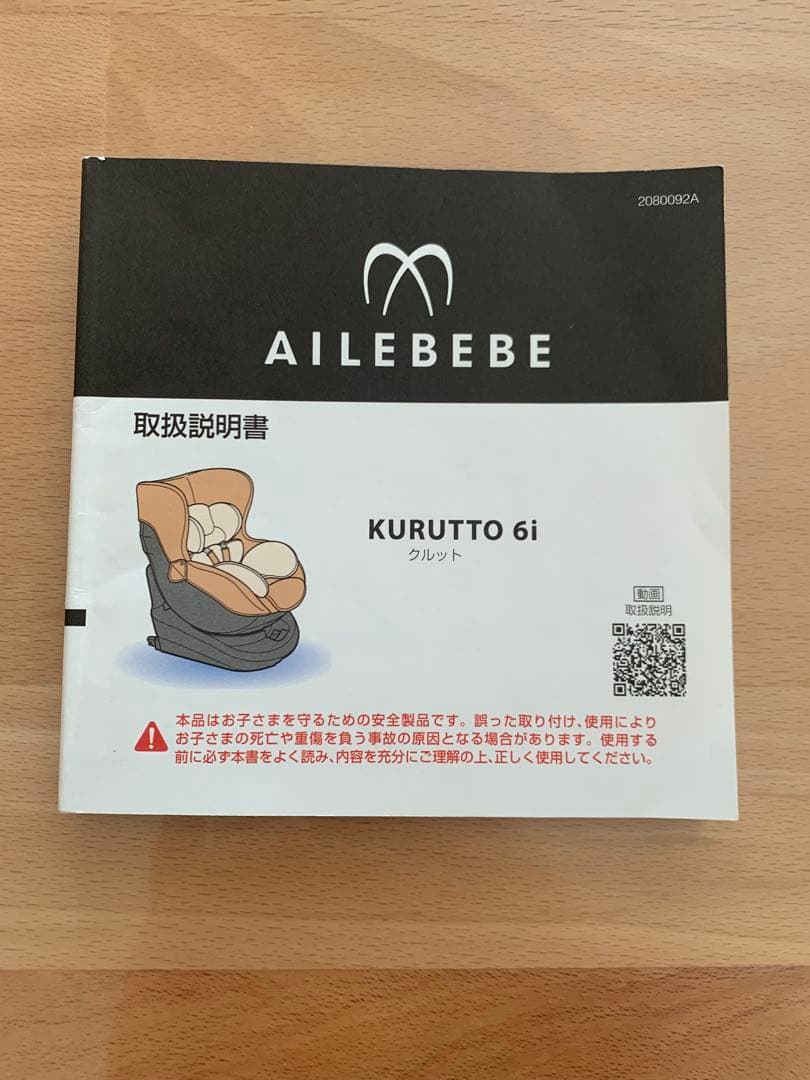 2080092A
AILEBEBE
取扱説明書
KURUTTO 6i
クルット
動画
取扱説明
本品はお子さまを守るための安全製品です。誤った取り付け、使用により
お子さまの死亡や重傷を負う事故の原因となる場合があります。使用する
前に必ず本書をよく読み、内容を充分にご理解の上、正しく使用してください。